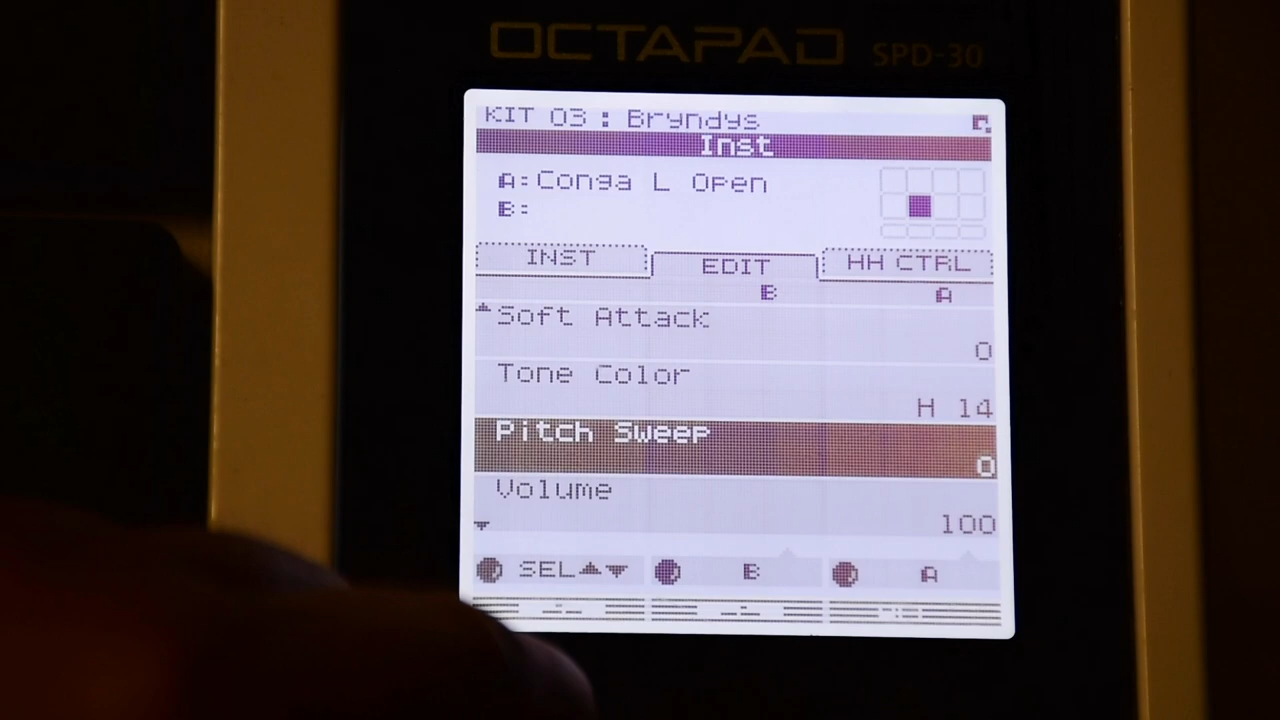 OCTAPAD SPD-30
KIT 03 : Bryndys
Inst
A:Conga L Open
B:
INST EDIT HH CTRL
B A
Soft Attack
0
Tone Color
H 14
Pitch Sweep
0
Volume
100
SEL▲▼ B A